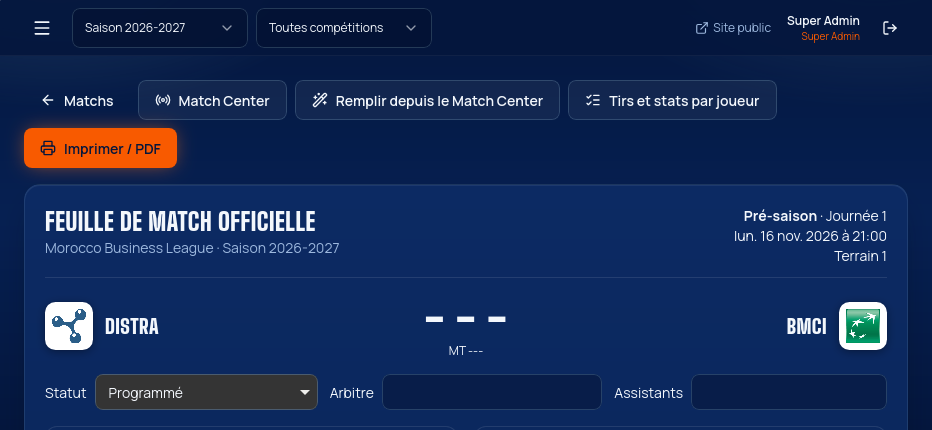 Saison 2026-2027
Toutes compétitions
Site public
Super Admin
Super Admin
Matchs
Match Center
Remplir depuis le Match Center
Tirs et stats par joueur
Imprimer / PDF
FEUILLE DE MATCH OFFICIELLE
Morocco Business League · Saison 2026-2027
Pré-saison · Journée 1
lun. 16 nov. 2026 à 21:00
Terrain 1
DISTRA
– – –
BMCI
MT ---
Statut
Programmé
Arbitre
Assistants